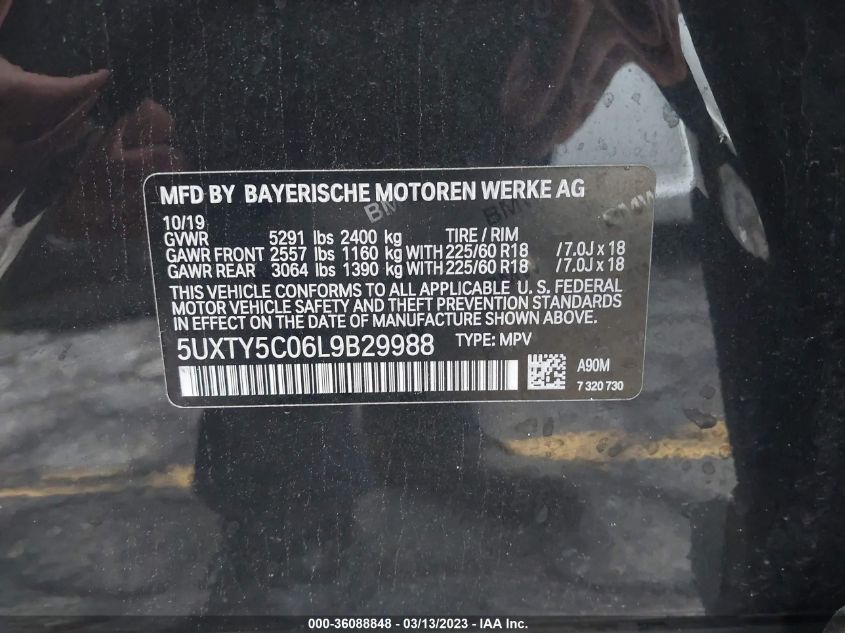 MFD BY BAYERISCHE MOTOREN WERKE AG
10/19
GVWR 5291 lbs 2400 kg TIRE / RIM
GAWR FRONT 2557 lbs 1160 kg WITH 225/60 R18 / 7.0J x 18
GAWR REAR 3064 lbs 1390 kg WITH 225/60 R18 / 7.0J x 18
THIS VEHICLE CONFORMS TO ALL APPLICABLE U. S. FEDERAL
MOTOR VEHICLE SAFETY AND THEFT PREVENTION STANDARDS
IN EFFECT ON THE DATE OF MANUFACTURE SHOWN ABOVE.
5UXTY5C06L9B29988 TYPE: MPV
A90M
7 320 730
BMW BMW BMW
000-36088848 - 03/13/2023 - IAA Inc.